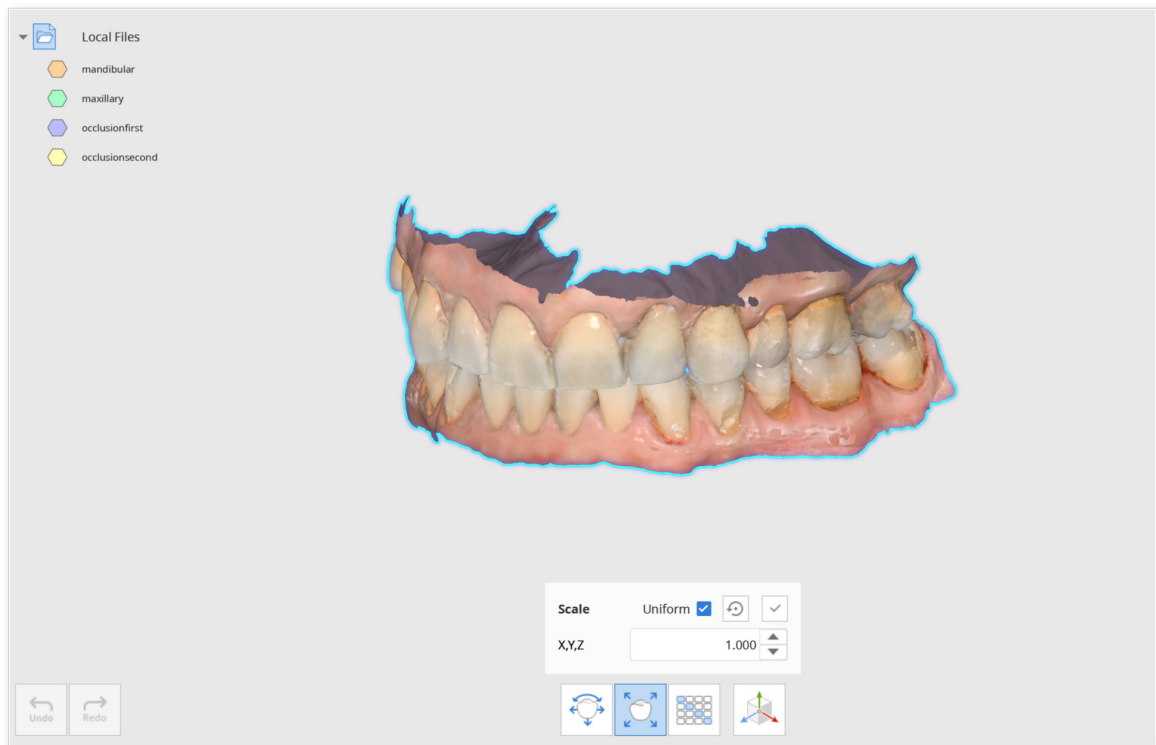 Local Files
mandibular
maxillary
occlusionfirst
occlusionsecond
Scale Uniform
X,Y,Z 1.000
Undo Redo